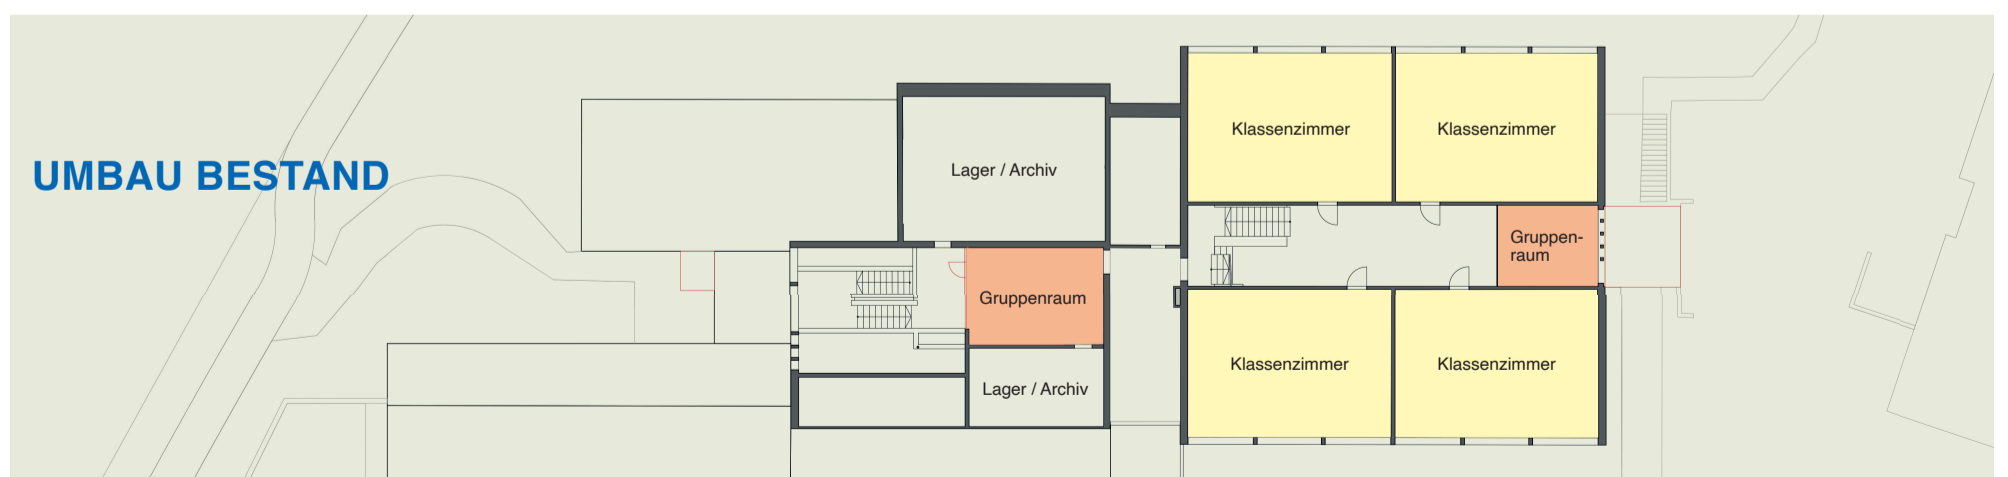 UMBAU BESTAND
Lager / Archiv
Klassenzimmer
Klassenzimmer
Gruppen-
raum
Gruppenraum
Lager / Archiv
Klassenzimmer
Klassenzimmer